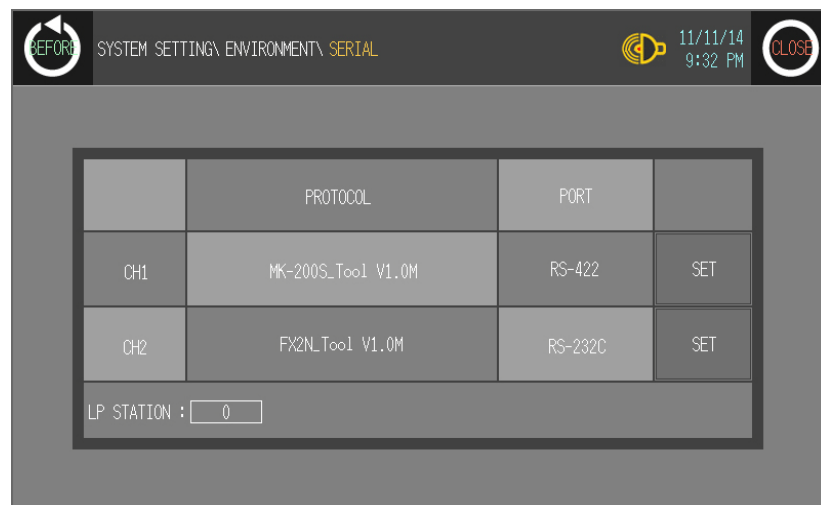 BEFORE
SYSTEM SETTING\ ENVIRONMENT\ SERIAL
11/11/14
9:32 PM
CLOSE
PROTOCOL PORT
CH1 MK-200S_Tool V1.0M RS-422 SET
CH2 FX2N_Tool V1.0M RS-232C SET
LP STATION : 0